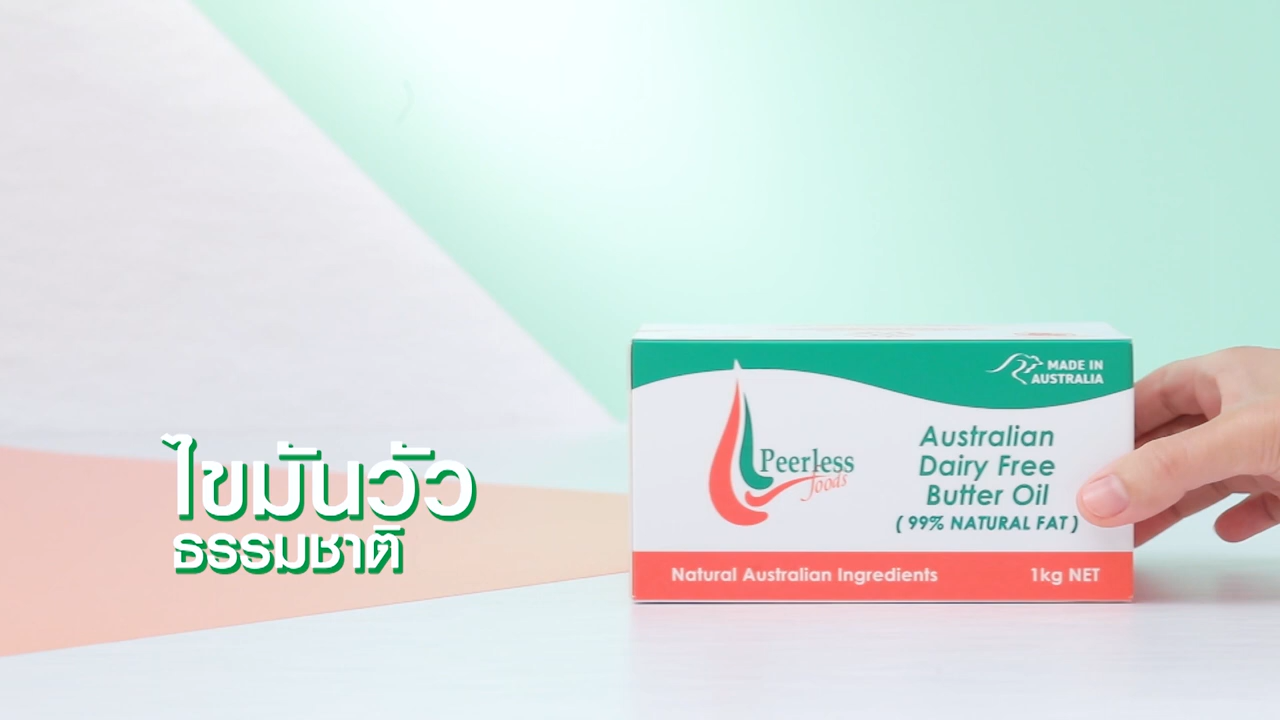 ไขมันวัว
ธรรมชาติ
MADE IN
AUSTRALIA
Peerless
foods
Australian
Dairy Free
Butter Oil
( 99% NATURAL FAT )
Natural Australian Ingredients
1kg NET